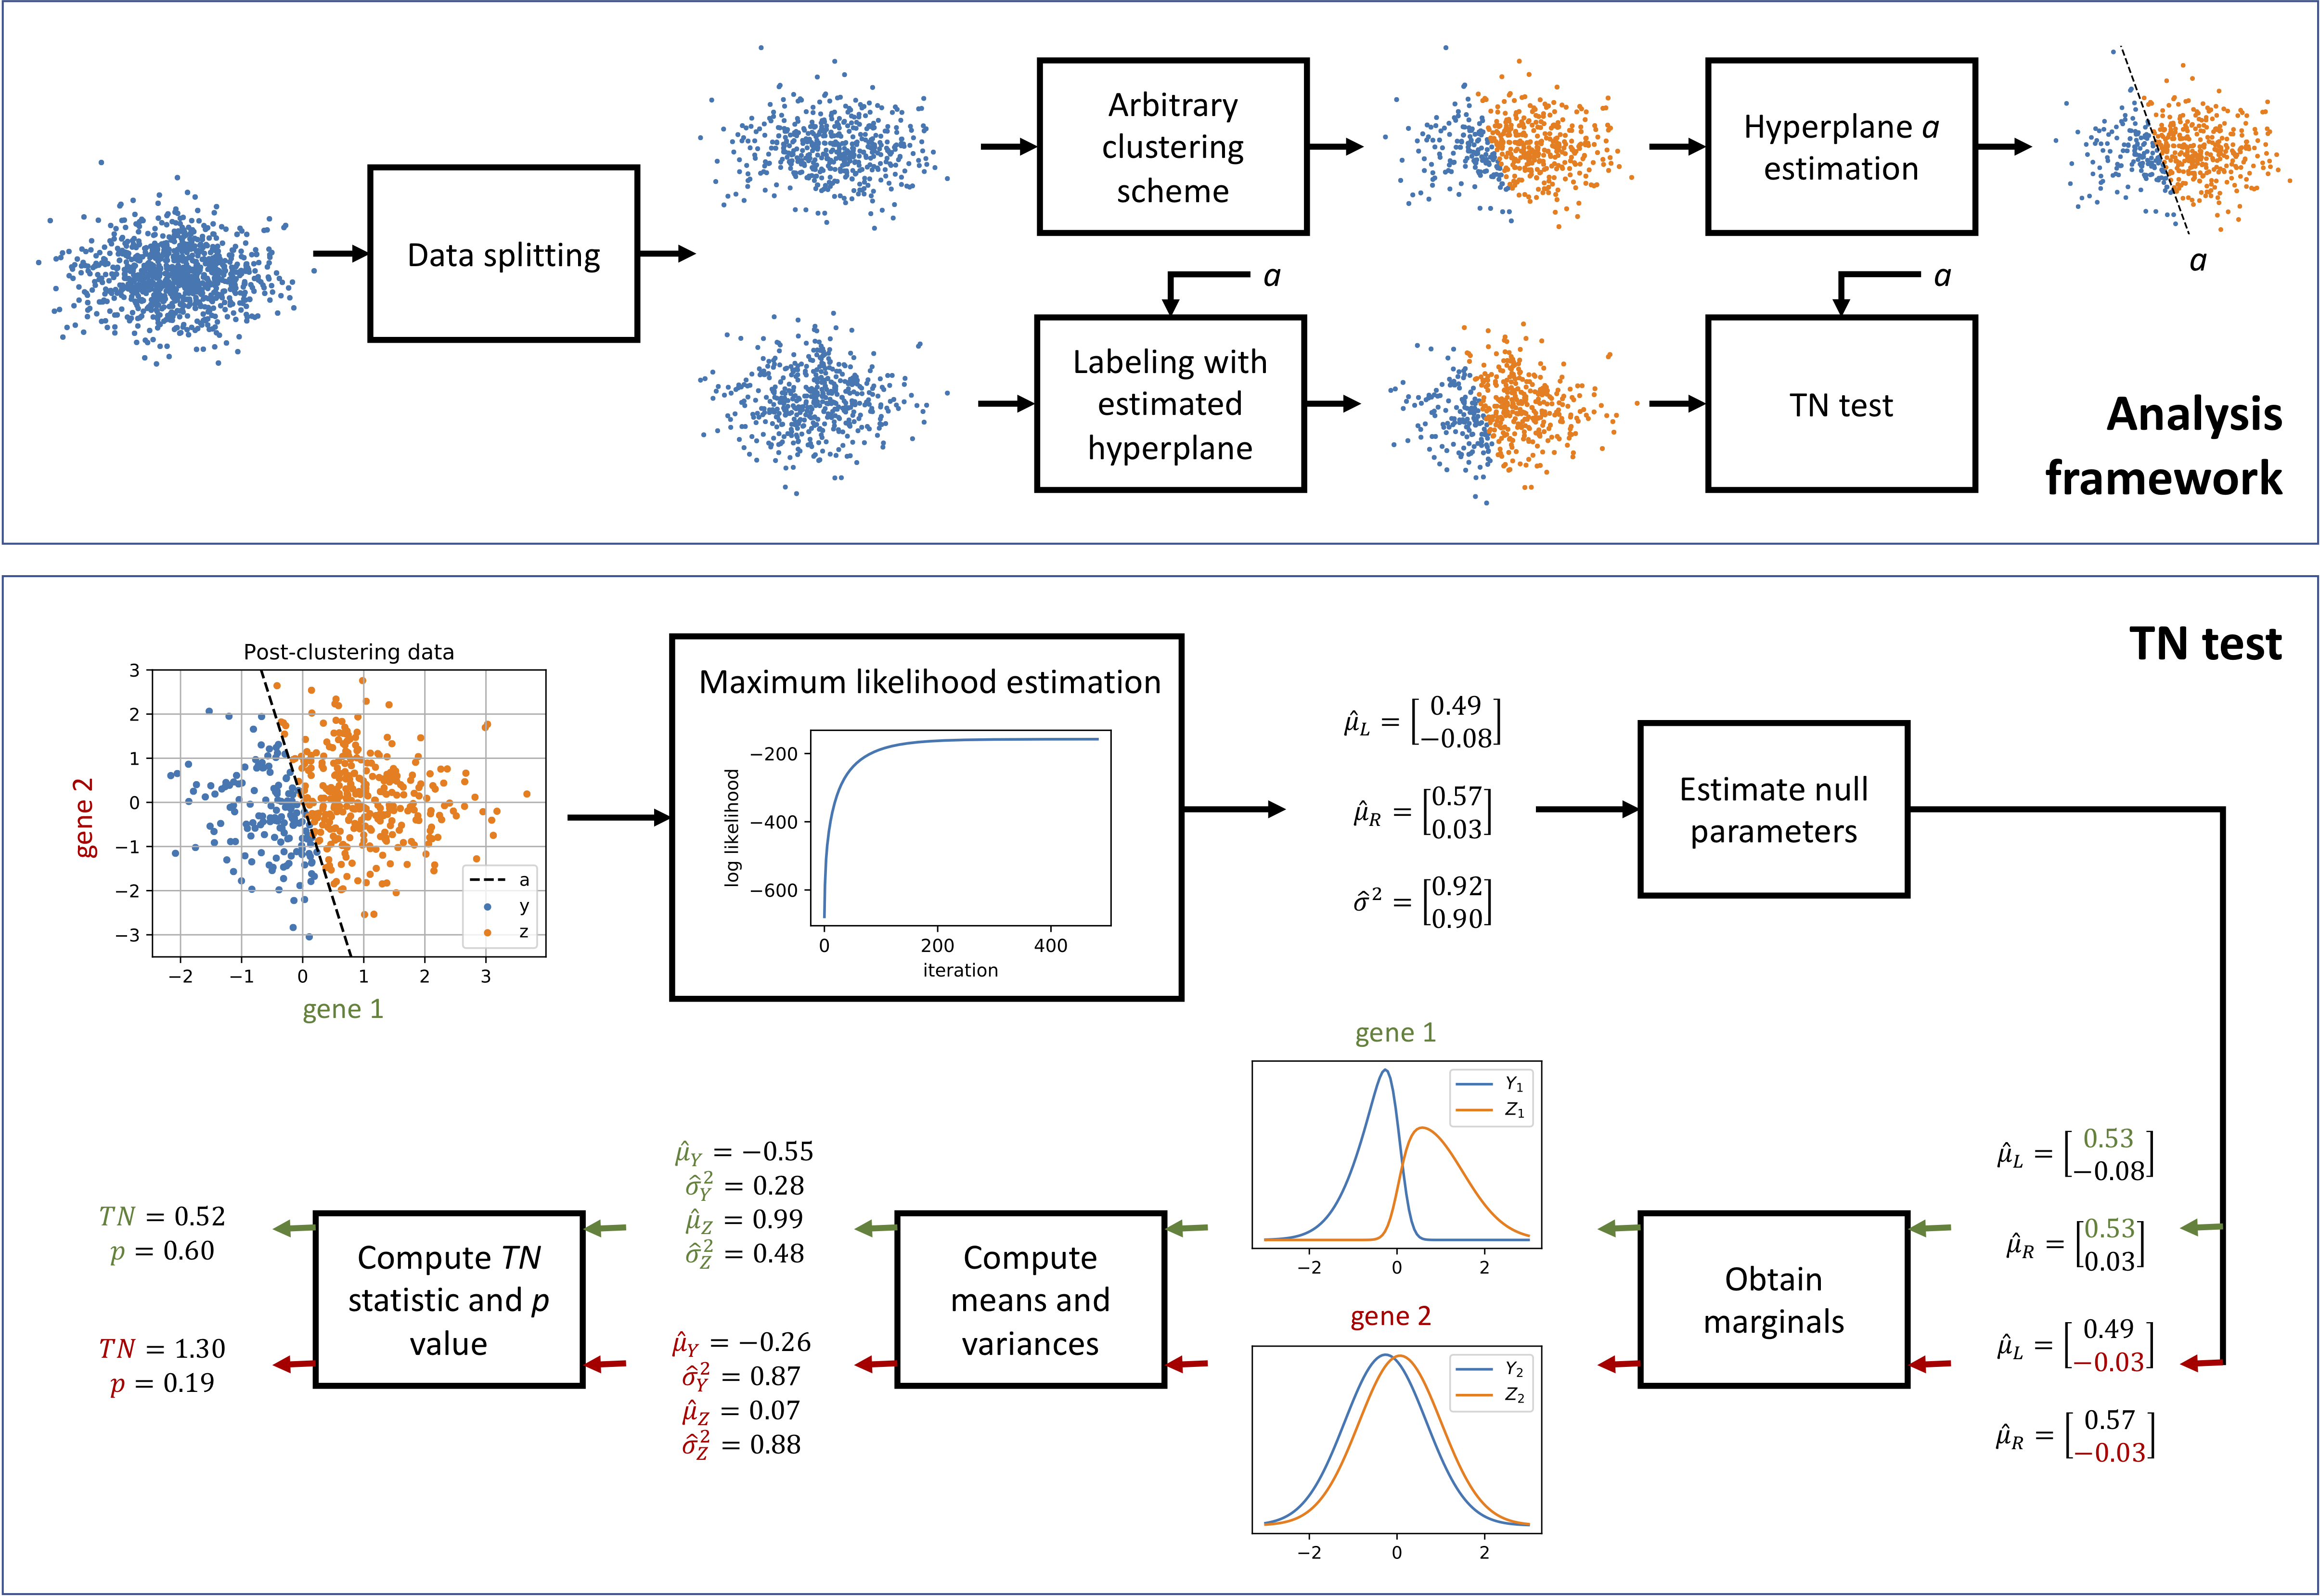 Data splitting
Arbitrary
clustering
scheme
Hyperplane a
estimation
a
a
Labeling with
estimated
hyperplane
a
TN test
Analysis
framework
TN test
Post-clustering data
3
2
1
0
−1
−2
−3
−2 −1 0 1 2 3
gene 2
gene 1
a
y
z
Maximum likelihood estimation
log likelihood
−200
−400
−600
0 200 400
iteration
μ̂_L = [0.49
−0.08]
μ̂_R = [0.57
0.03]
σ̂² = [0.92
0.90]
Estimate null
parameters
μ̂_L = [0.53
−0.08]
μ̂_R = [0.53
0.03]
μ̂_L = [0.49
−0.03]
μ̂_R = [0.57
−0.03]
Obtain
marginals
gene 1
Y₁
Z₁
−2 0 2
gene 2
Y₂
Z₂
−2 0 2
Compute
means and
variances
μ̂_Y = −0.55
σ̂²_Y = 0.28
μ̂_Z = 0.99
σ̂²_Z = 0.48
μ̂_Y = −0.26
σ̂²_Y = 0.87
μ̂_Z = 0.07
σ̂²_Z = 0.88
Compute TN
statistic and p
value
TN = 0.52
p = 0.60
TN = 1.30
p = 0.19